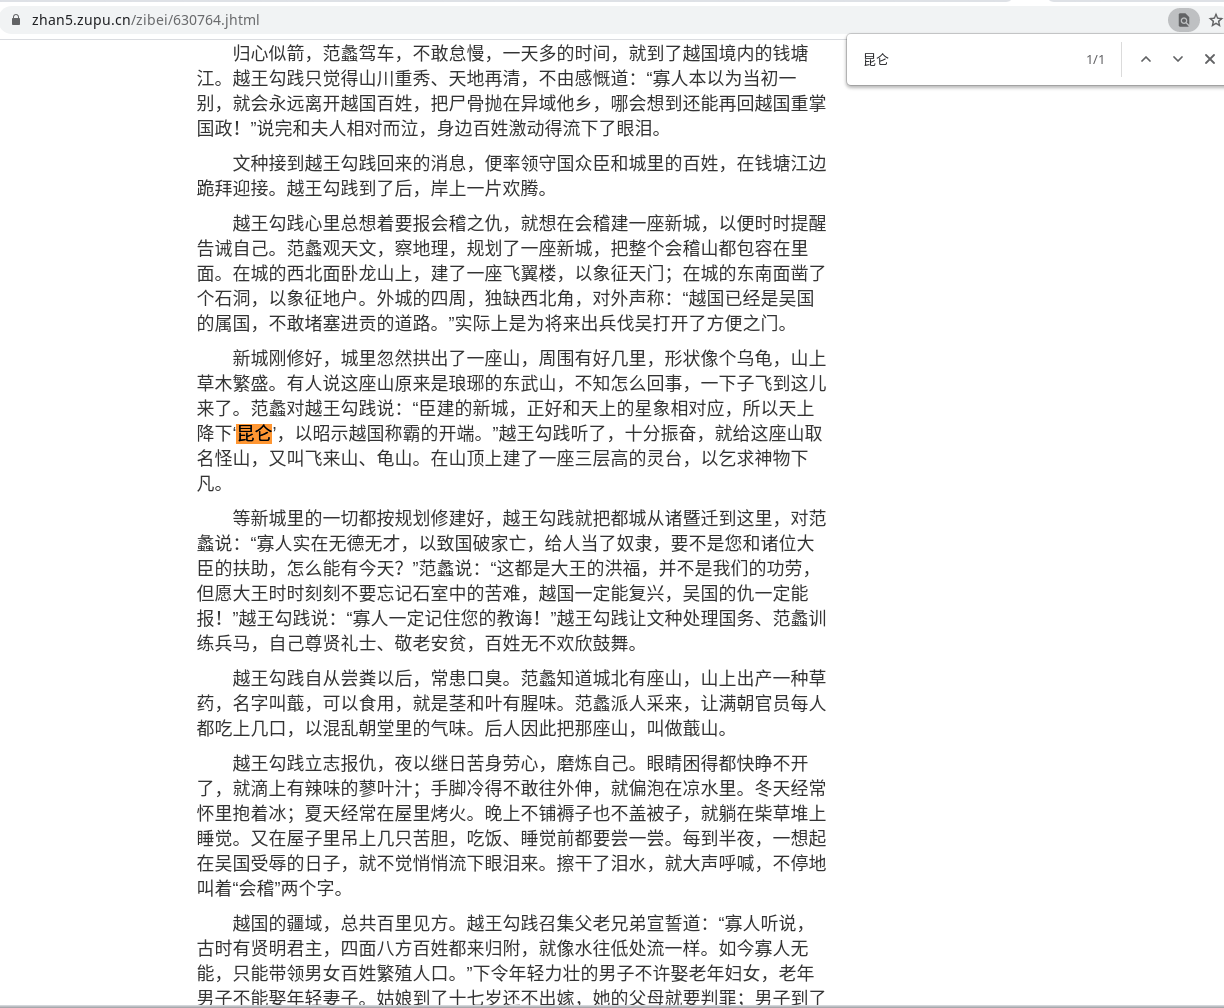 zhan5.zupu.cn/zibei/630764.jhtml
昆仑
1/1
归心似箭，范蠡驾车，不敢怠慢，一天多的时间，就到了越国境内的钱塘
江。越王勾践只觉得山川重秀、天地再清，不由感慨道：“寡人本以为当初一
别，就会永远离开越国百姓，把尸骨抛在异域他乡，哪会想到还能再回越国重掌
国政！”说完和夫人相对而泣，身边百姓激动得流下了眼泪。
文种接到越王勾践回来的消息，便率领守国众臣和城里的百姓，在钱塘江边
跪拜迎接。越王勾践到了后，岸上一片欢腾。
越王勾践心里总想着要报会稽之仇，就想在会稽建一座新城，以便时时提醒
告诫自己。范蠡观天文，察地理，规划了一座新城，把整个会稽山都包容在里
面。在城的西北面卧龙山上，建了一座飞翼楼，以象征天门；在城的东南面凿了
个石洞，以象征地户。外城的四周，独缺西北角，对外声称：“越国已经是吴国
的属国，不敢堵塞进贡的道路。”实际上是为将来出兵伐吴打开了方便之门。
新城刚修好，城里忽然拱出了一座山，周围有好几里，形状像个乌龟，山上
草木繁盛。有人说这座山原来是琅琊的东武山，不知怎么回事，一下子飞到这儿
来了。范蠡对越王勾践说：“臣建的新城，正好和天上的星象相对应，所以天上
降下‘昆仑’，以昭示越国称霸的开端。”越王勾践听了，十分振奋，就给这座山取
名怪山，又叫飞来山、龟山。在山顶上建了一座三层高的灵台，以乞求神物下
凡。
等新城里的一切都按规划修建好，越王勾践就把都城从诸暨迁到这里，对范
蠡说：“寡人实在无德无才，以致国破家亡，给人当了奴隶，要不是您和诸位大
臣的扶助，怎么能有今天？”范蠡说：“这都是大王的洪福，并不是我们的功劳，
但愿大王时时刻刻不要忘记石室中的苦难，越国一定能复兴，吴国的仇一定能
报！”越王勾践说：“寡人一定记住您的教诲！”越王勾践让文种处理国务、范蠡训
练兵马，自己尊贤礼士、敬老安贫，百姓无不欢欣鼓舞。
越王勾践自从尝粪以后，常患口臭。范蠡知道城北有座山，山上出产一种草
药，名字叫蕺，可以食用，就是茎和叶有腥味。范蠡派人采来，让满朝官员每人
都吃上几口，以混乱朝堂里的气味。后人因此把那座山，叫做蕺山。
越王勾践立志报仇，夜以继日苦身劳心，磨炼自己。眼睛困得都快睁不开
了，就滴上有辣味的蓼叶汁；手脚冷得不敢往外伸，就偏泡在凉水里。冬天经常
怀里抱着冰；夏天经常在屋里烤火。晚上不铺褥子也不盖被子，就躺在柴草堆上
睡觉。又在屋子里吊上几只苦胆，吃饭、睡觉前都要尝一尝。每到半夜，一想起
在吴国受辱的日子，就不觉悄悄流下眼泪来。擦干了泪水，就大声呼喊，不停地
叫着“会稽”两个字。
越国的疆域，总共百里见方。越王勾践召集父老兄弟宣誓道：“寡人听说，
古时有贤明君主，四面八方百姓都来归附，就像水往低处流一样。如今寡人无
能，只能带领男女百姓繁殖人口。”下令年轻力壮的男子不许娶老年妇女，老年
男子不能娶年轻妻子。姑娘到了十七岁还不出嫁，她的父母就要判罪；男子到了